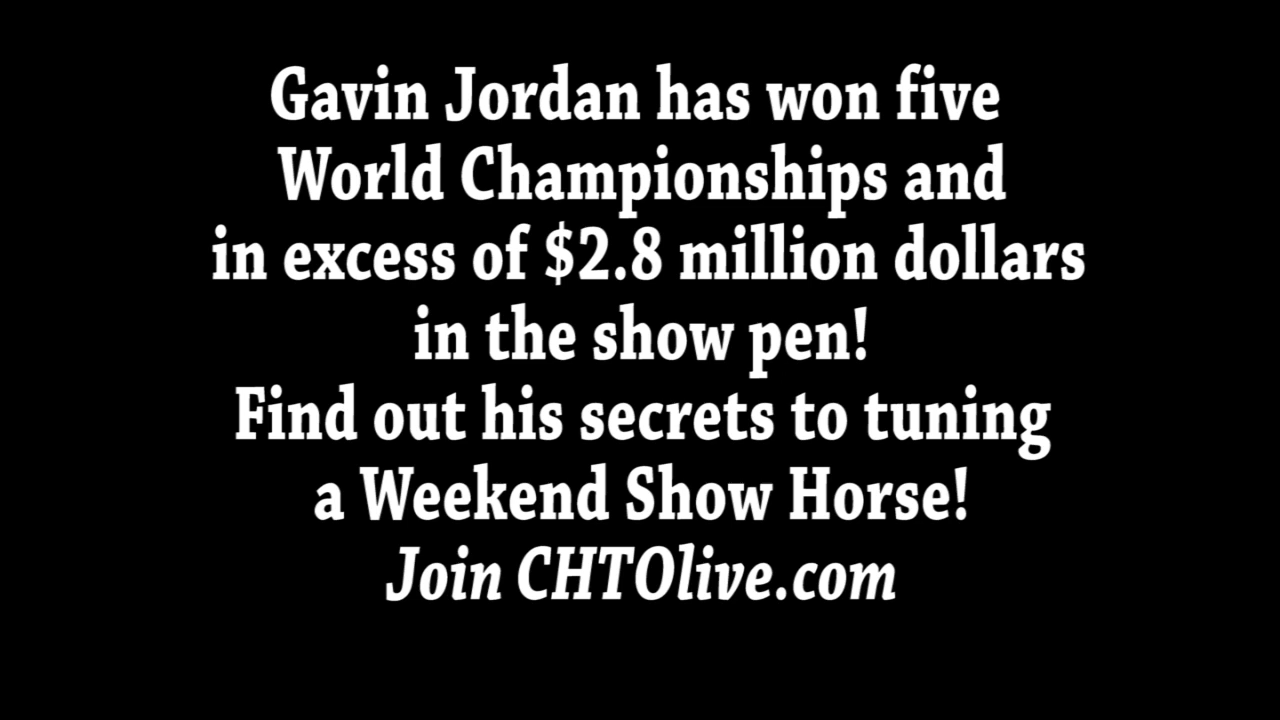 Gavin Jordan has won five
World Championships and
in excess of $2.8 million dollars
in the show pen!
Find out his secrets to tuning
a Weekend Show Horse!
Join CHTOlive.com